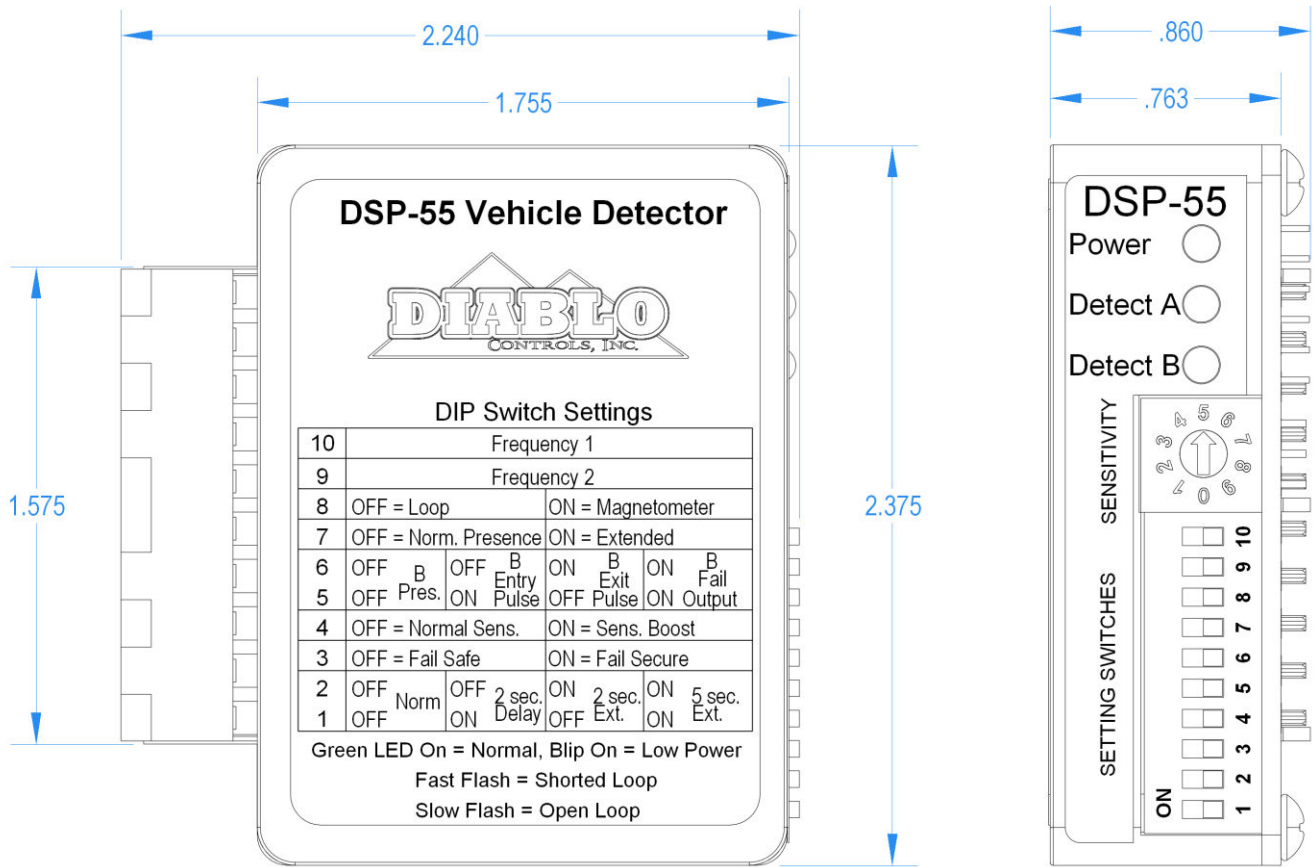 2.240
1.755
.860
.763
1.575
2.375
DSP-55 Vehicle Detector
DIABLO
CONTROLS, INC.
DIP Switch Settings
10 Frequency 1
9 Frequency 2
8 OFF = Loop ON = Magnetometer
7 OFF = Norm. Presence ON = Extended
6 OFF B OFF B ON B ON B
Pres. Entry Exit Fail
5 OFF ON Pulse OFF Pulse ON Output
4 OFF = Normal Sens. ON = Sens. Boost
3 OFF = Fail Safe ON = Fail Secure
2 OFF Norm OFF 2 sec. ON 2 sec. ON 5 sec.
1 OFF ON Delay OFF Ext. ON Ext.
Green LED On = Normal, Blip On = Low Power
Fast Flash = Shorted Loop
Slow Flash = Open Loop
DSP-55
Power
Detect A
Detect B
SENSITIVITY
0 1 2 3 4 5 6 7 8 9
SETTING SWITCHES
ON
10
9
8
7
6
5
4
3
2
1